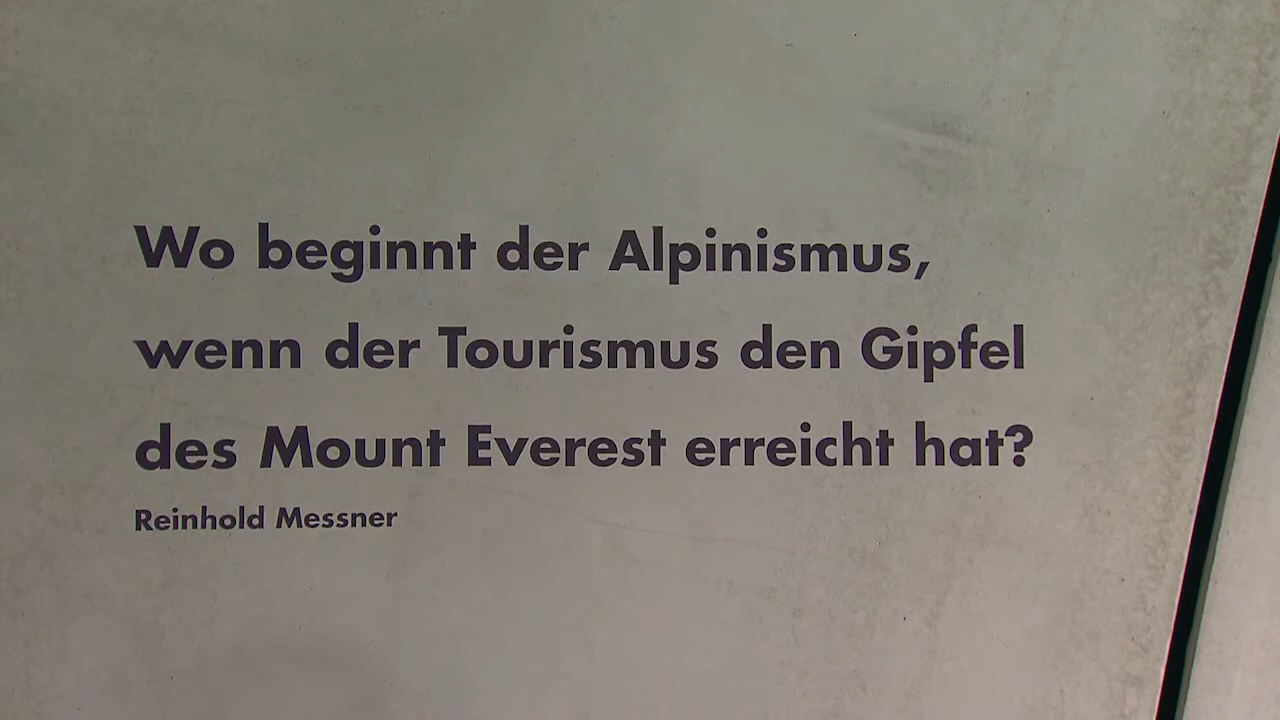 Wo beginnt der Alpinismus,
wenn der Tourismus den Gipfel
des Mount Everest erreicht hat?
Reinhold Messner